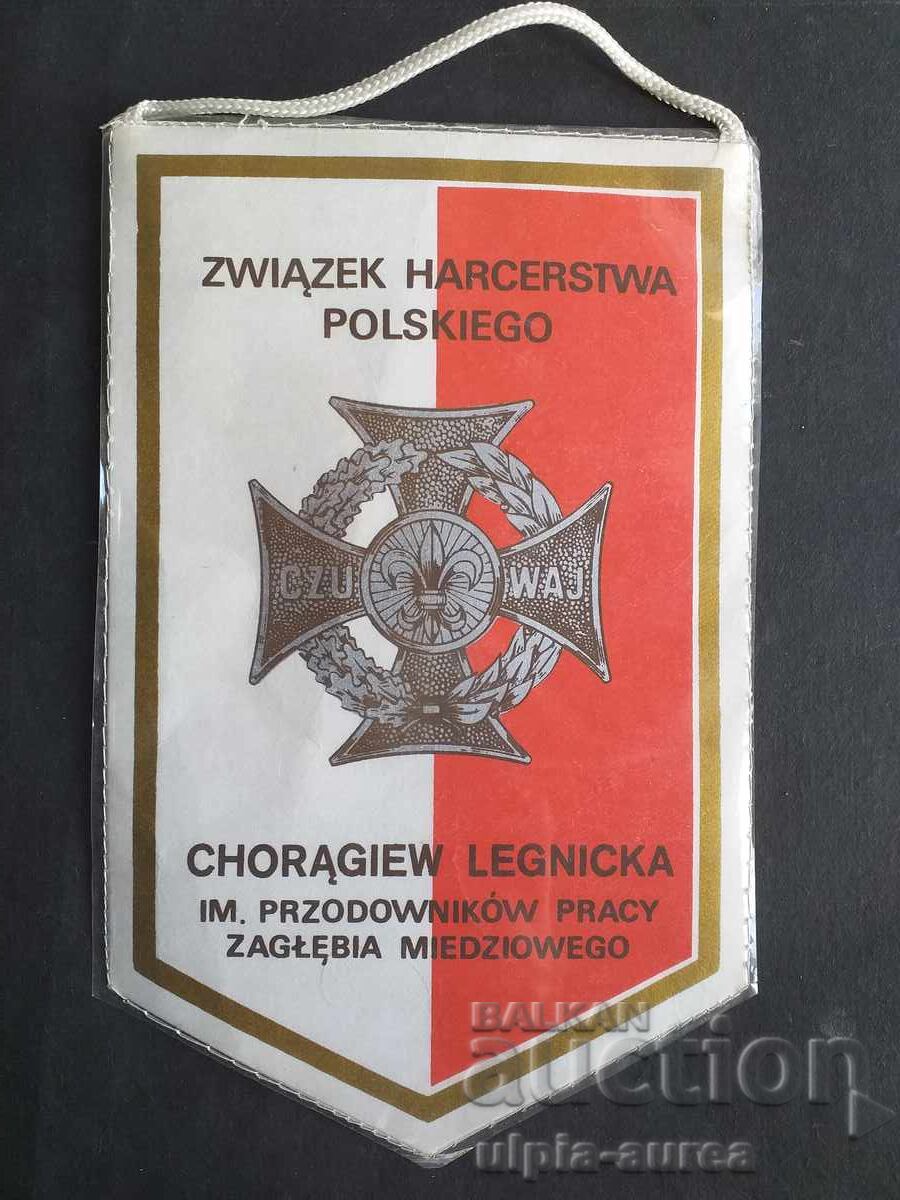 ZWIĄZEK HARCERSTWA
POLSKIEGO
CZU WAJ
CHORĄGIEW LEGNICKA
IM. PRZODOWNIKÓW PRACY
ZAGŁĘBIA MIEDZIOWEGO
BALKAN
auction
ulpia-aurea